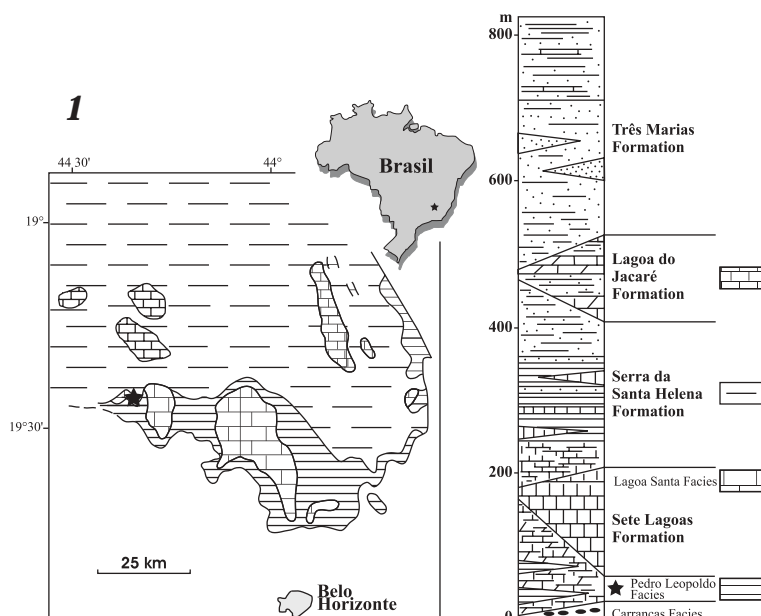 1
44 30'
44°
Brasil
19°
19°30'
25 km
Belo
Horizonte
m
800
600
400
200
0
Três Marias
Formation
Lagoa do
Jacaré
Formation
Serra da
Santa Helena
Formation
Lagoa Santa Facies
Sete Lagoas
Formation
Pedro Leopoldo
Facies
Carrancas Facies